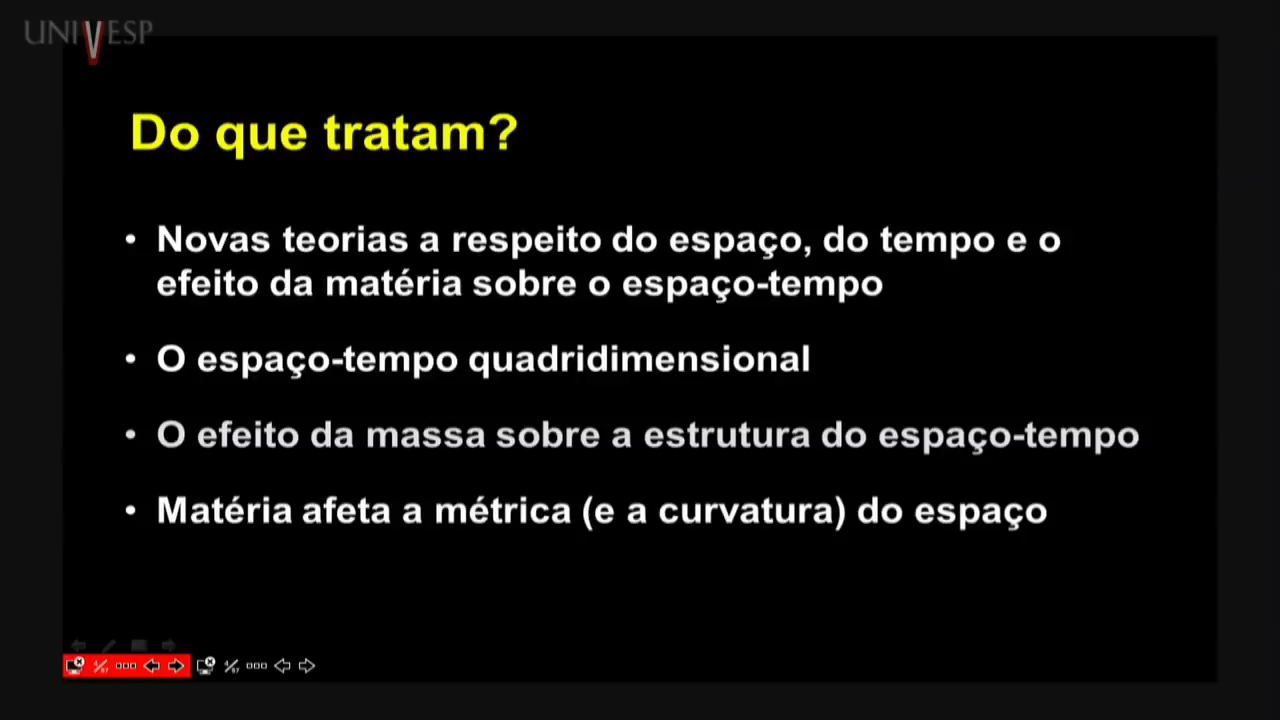 UNIVESP
Do que tratam?
• Novas teorias a respeito do espaço, do tempo e o
efeito da matéria sobre o espaço-tempo
• O espaço-tempo quadridimensional
• O efeito da massa sobre a estrutura do espaço-tempo
• Matéria afeta a métrica (e a curvatura) do espaço